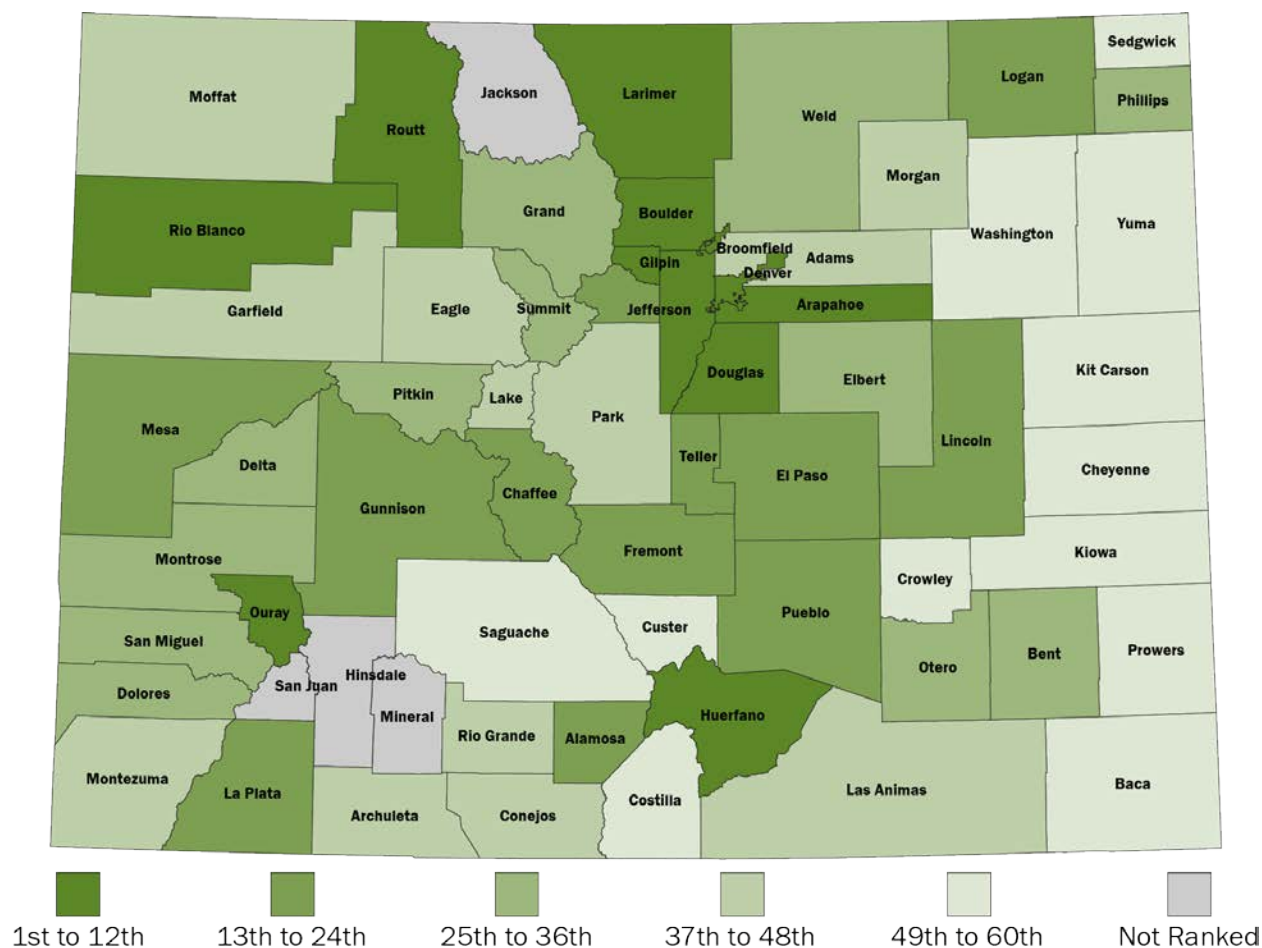 Sedgwick
Logan
Moffat
Jackson
Larimer
Phillips
Weld
Routt
Morgan
Grand
Boulder
Yuma
Rio Blanco
Washington
Broomfield
Gilpin
Adams
Denver
Arapahoe
Garfield
Eagle
Summit
Jefferson
Douglas
Kit Carson
Elbert
Pitkin
Lake
Park
Mesa
Lincoln
Teller
Delta
Cheyenne
El Paso
Chaffee
Gunnison
Fremont
Kiowa
Montrose
Crowley
Ouray
Pueblo
Custer
Saguache
San Miguel
Prowers
Bent
Otero
Hinsdale
San Juan
Dolores
Mineral
Huerfano
Rio Grande
Alamosa
Montezuma
Baca
Las Animas
La Plata
Costilla
Archuleta
Conejos
1st to 12th
13th to 24th
25th to 36th
37th to 48th
49th to 60th
Not Ranked